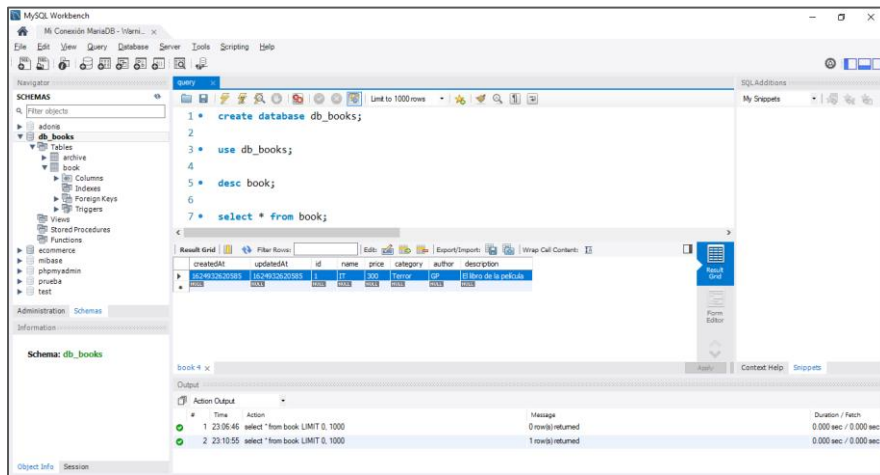 MySQL Workbench
Mi Conexión MariaDB - Warni... x
File Edit View Query Database Server Tools Scripting Help
Navigator
SCHEMAS
Filter objects
adonis
db_books
Tables
archive
book
Columns
Indexes
Foreign Keys
Triggers
Views
Stored Procedures
Functions
ecommerce
mibase
phpmyadmin
prueba
test
Administration Schemas
Information
Schema: db_books
Object Info Session
query x
Limit to 1000 rows
1 create database db_books;
2
3 use db_books;
4
5 desc book;
6
7 select * from book;
Result Grid Filter Rows: Edit: Export/Import: Wrap Cell Content:
createdAt updatedAt id name price category author description
1624932620585 1624932620585 1 IT 300 Terror GP El libro de la película
NULL NULL NULL NULL NULL NULL NULL NULL
Result Grid
Form Editor
book 4 x
Apply
SQLAdditions
My Snippets
Context Help Snippets
Output
Action Output
# Time Action Message Duration / Fetch
1 23:06:46 select * from book LIMIT 0, 1000 0 row(s) returned 0.000 sec / 0.000 sec
2 23:10:55 select * from book LIMIT 0, 1000 1 row(s) returned 0.000 sec / 0.000 sec